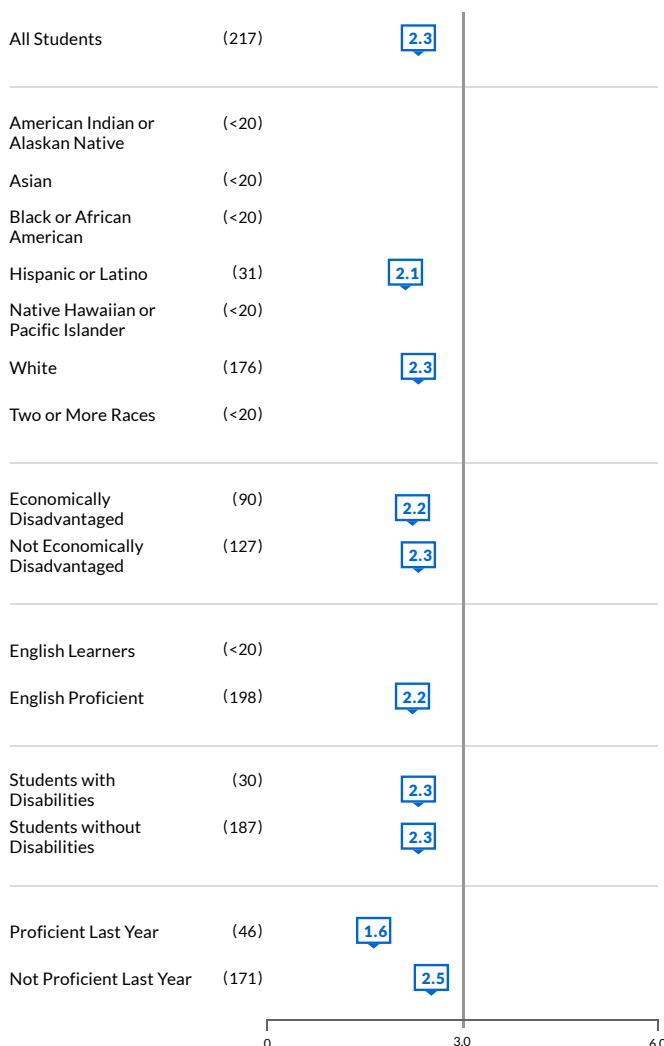 All Students (217) 2.3
American Indian or (<20)
Alaskan Native
Asian (<20)
Black or African (<20)
American
Hispanic or Latino (31) 2.1
Native Hawaiian or (<20)
Pacific Islander
White (176) 2.3
Two or More Races (<20)
Economically (90) 2.2
Disadvantaged
Not Economically (127) 2.3
Disadvantaged
English Learners (<20)
English Proficient (198) 2.2
Students with (30) 2.3
Disabilities
Students without (187) 2.3
Disabilities
Proficient Last Year (46) 1.6
Not Proficient Last Year (171) 2.5
0 3.0 6.0